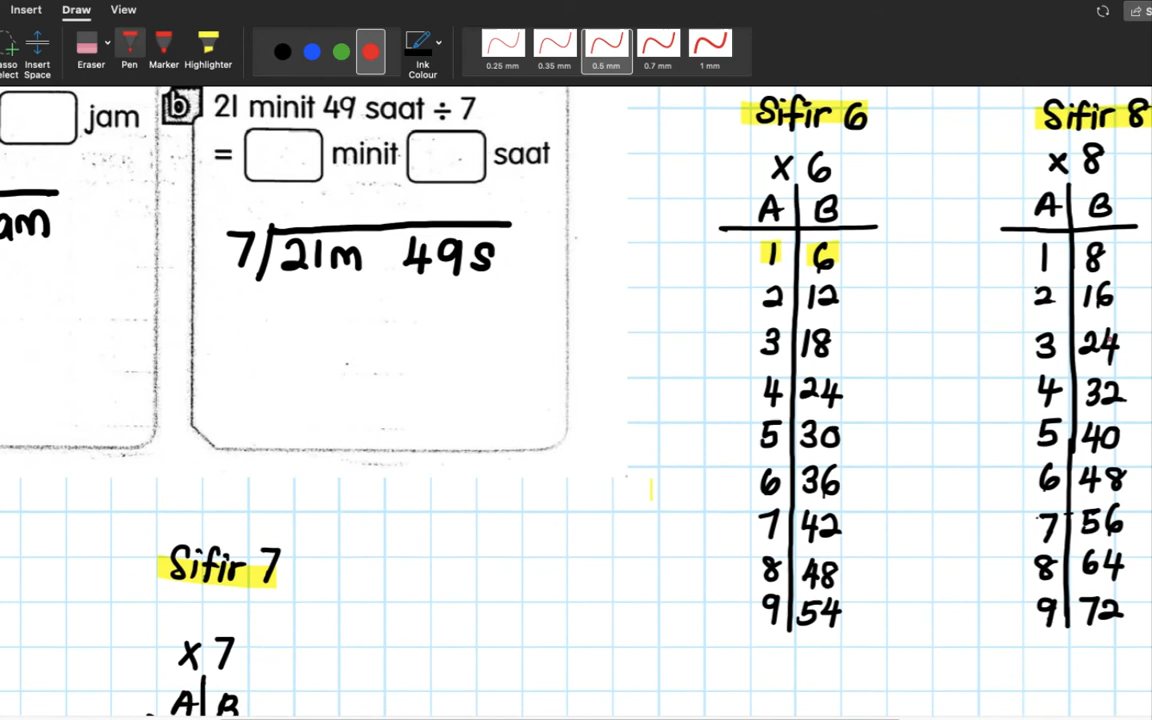 Insert Draw View
Eraser Pen Marker Highlighter
Insert
Space
Ink
Colour
0.25 mm 0.35 mm 0.5 mm 0.7 mm 1 mm
jam
b 21 minit 49 saat ÷ 7
= minit saat
7 21m 49s
Sifir 7
x 7
A B
Sifir 6
x 6
A B
1 6
2 12
3 18
4 24
5 30
6 36
7 42
8 48
9 54
Sifir 8
x 8
A B
1 8
2 16
3 24
4 32
5 40
6 48
7 56
8 64
9 72